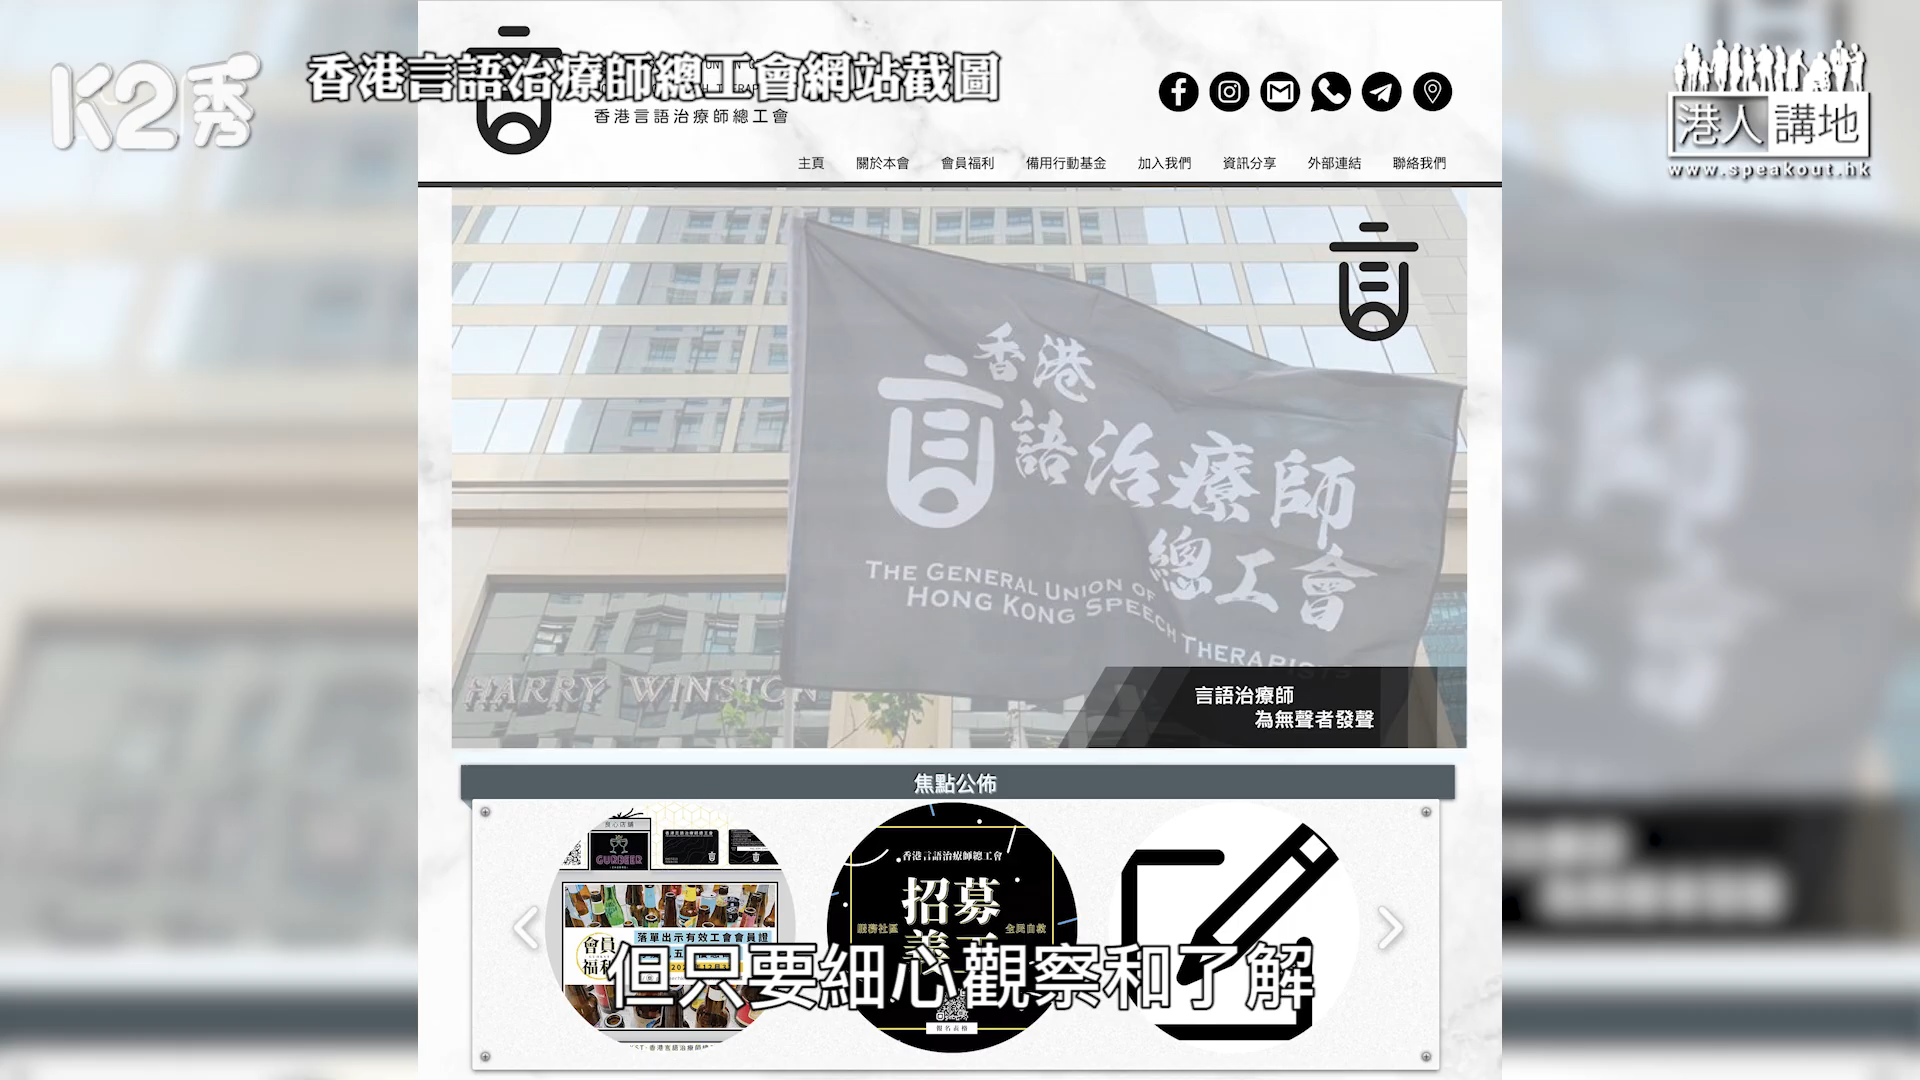 K2秀
香港言語治療師總工會網站截圖
港人講地
www.speakout.hk
香港言語治療師總工會
主頁 關於本會 會員福利 備用行動基金 加入我們 資訊分享 外部連結 聯絡我們
香港
言語治療師
總工會
THE GENERAL UNION OF
HONG KONG SPEECH THERAPISTS
HARRY WINSTON
言語治療師
為無聲者發聲
焦點公佈
GURBEER
落單出示有效工會會員證
會員
福利
香港言語治療師總工會
招募
義工
服務社區
全民自救
報名表格
但只要細心觀察和了解